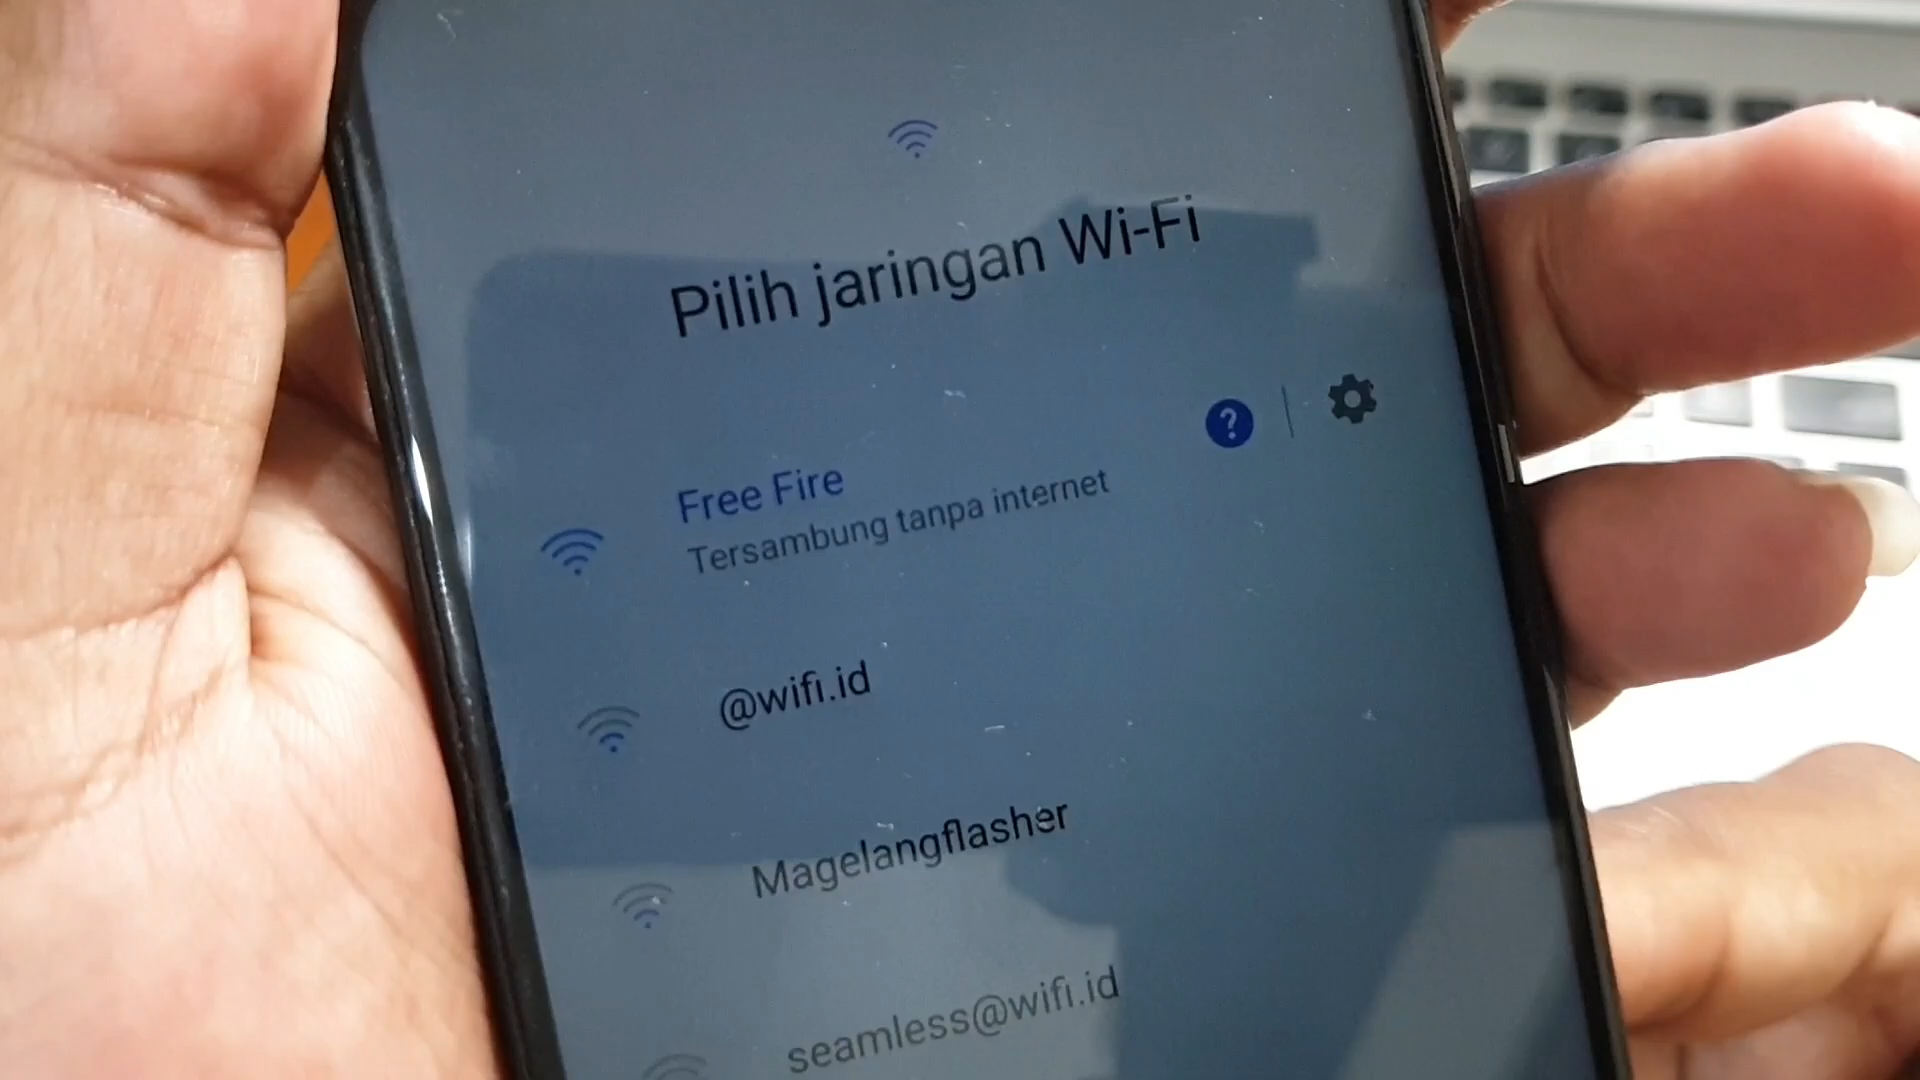 Pilih jaringan Wi-Fi
Free Fire
Tersambung tanpa internet
@wifi.id
Magelangflasher
seamless@wifi.id